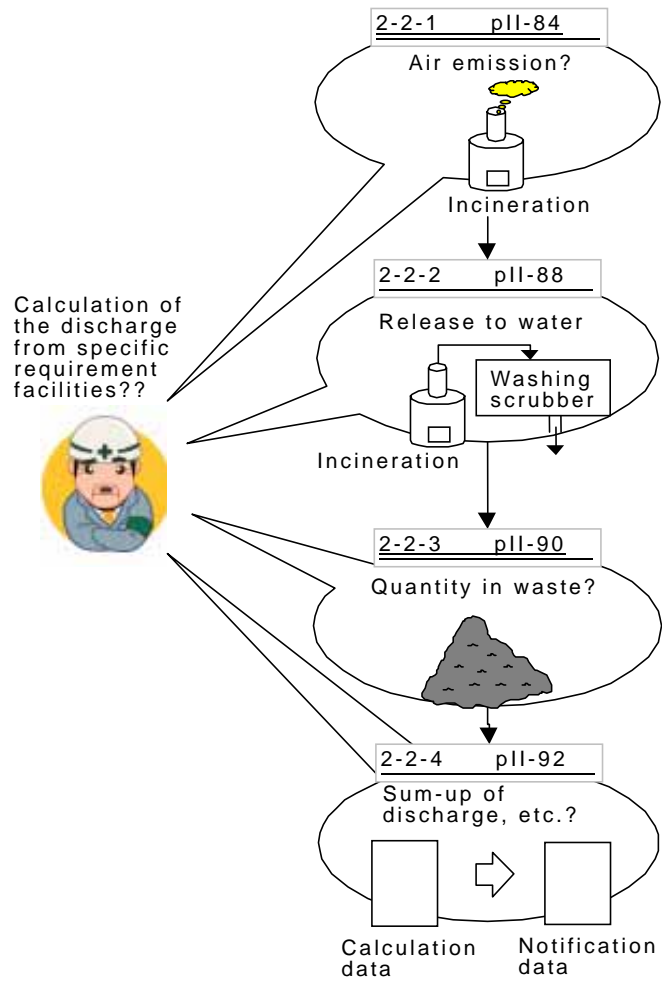 2-2-1 pII-84
Air emission?
Incineration
2-2-2 pII-88
Calculation of
the discharge
from specific
requirement
facilities??
Release to water
Washing
scrubber
Incineration
2-2-3 pII-90
Quantity in waste?
2-2-4 pII-92
Sum-up of
discharge, etc.?
Calculation
data
Notification
data